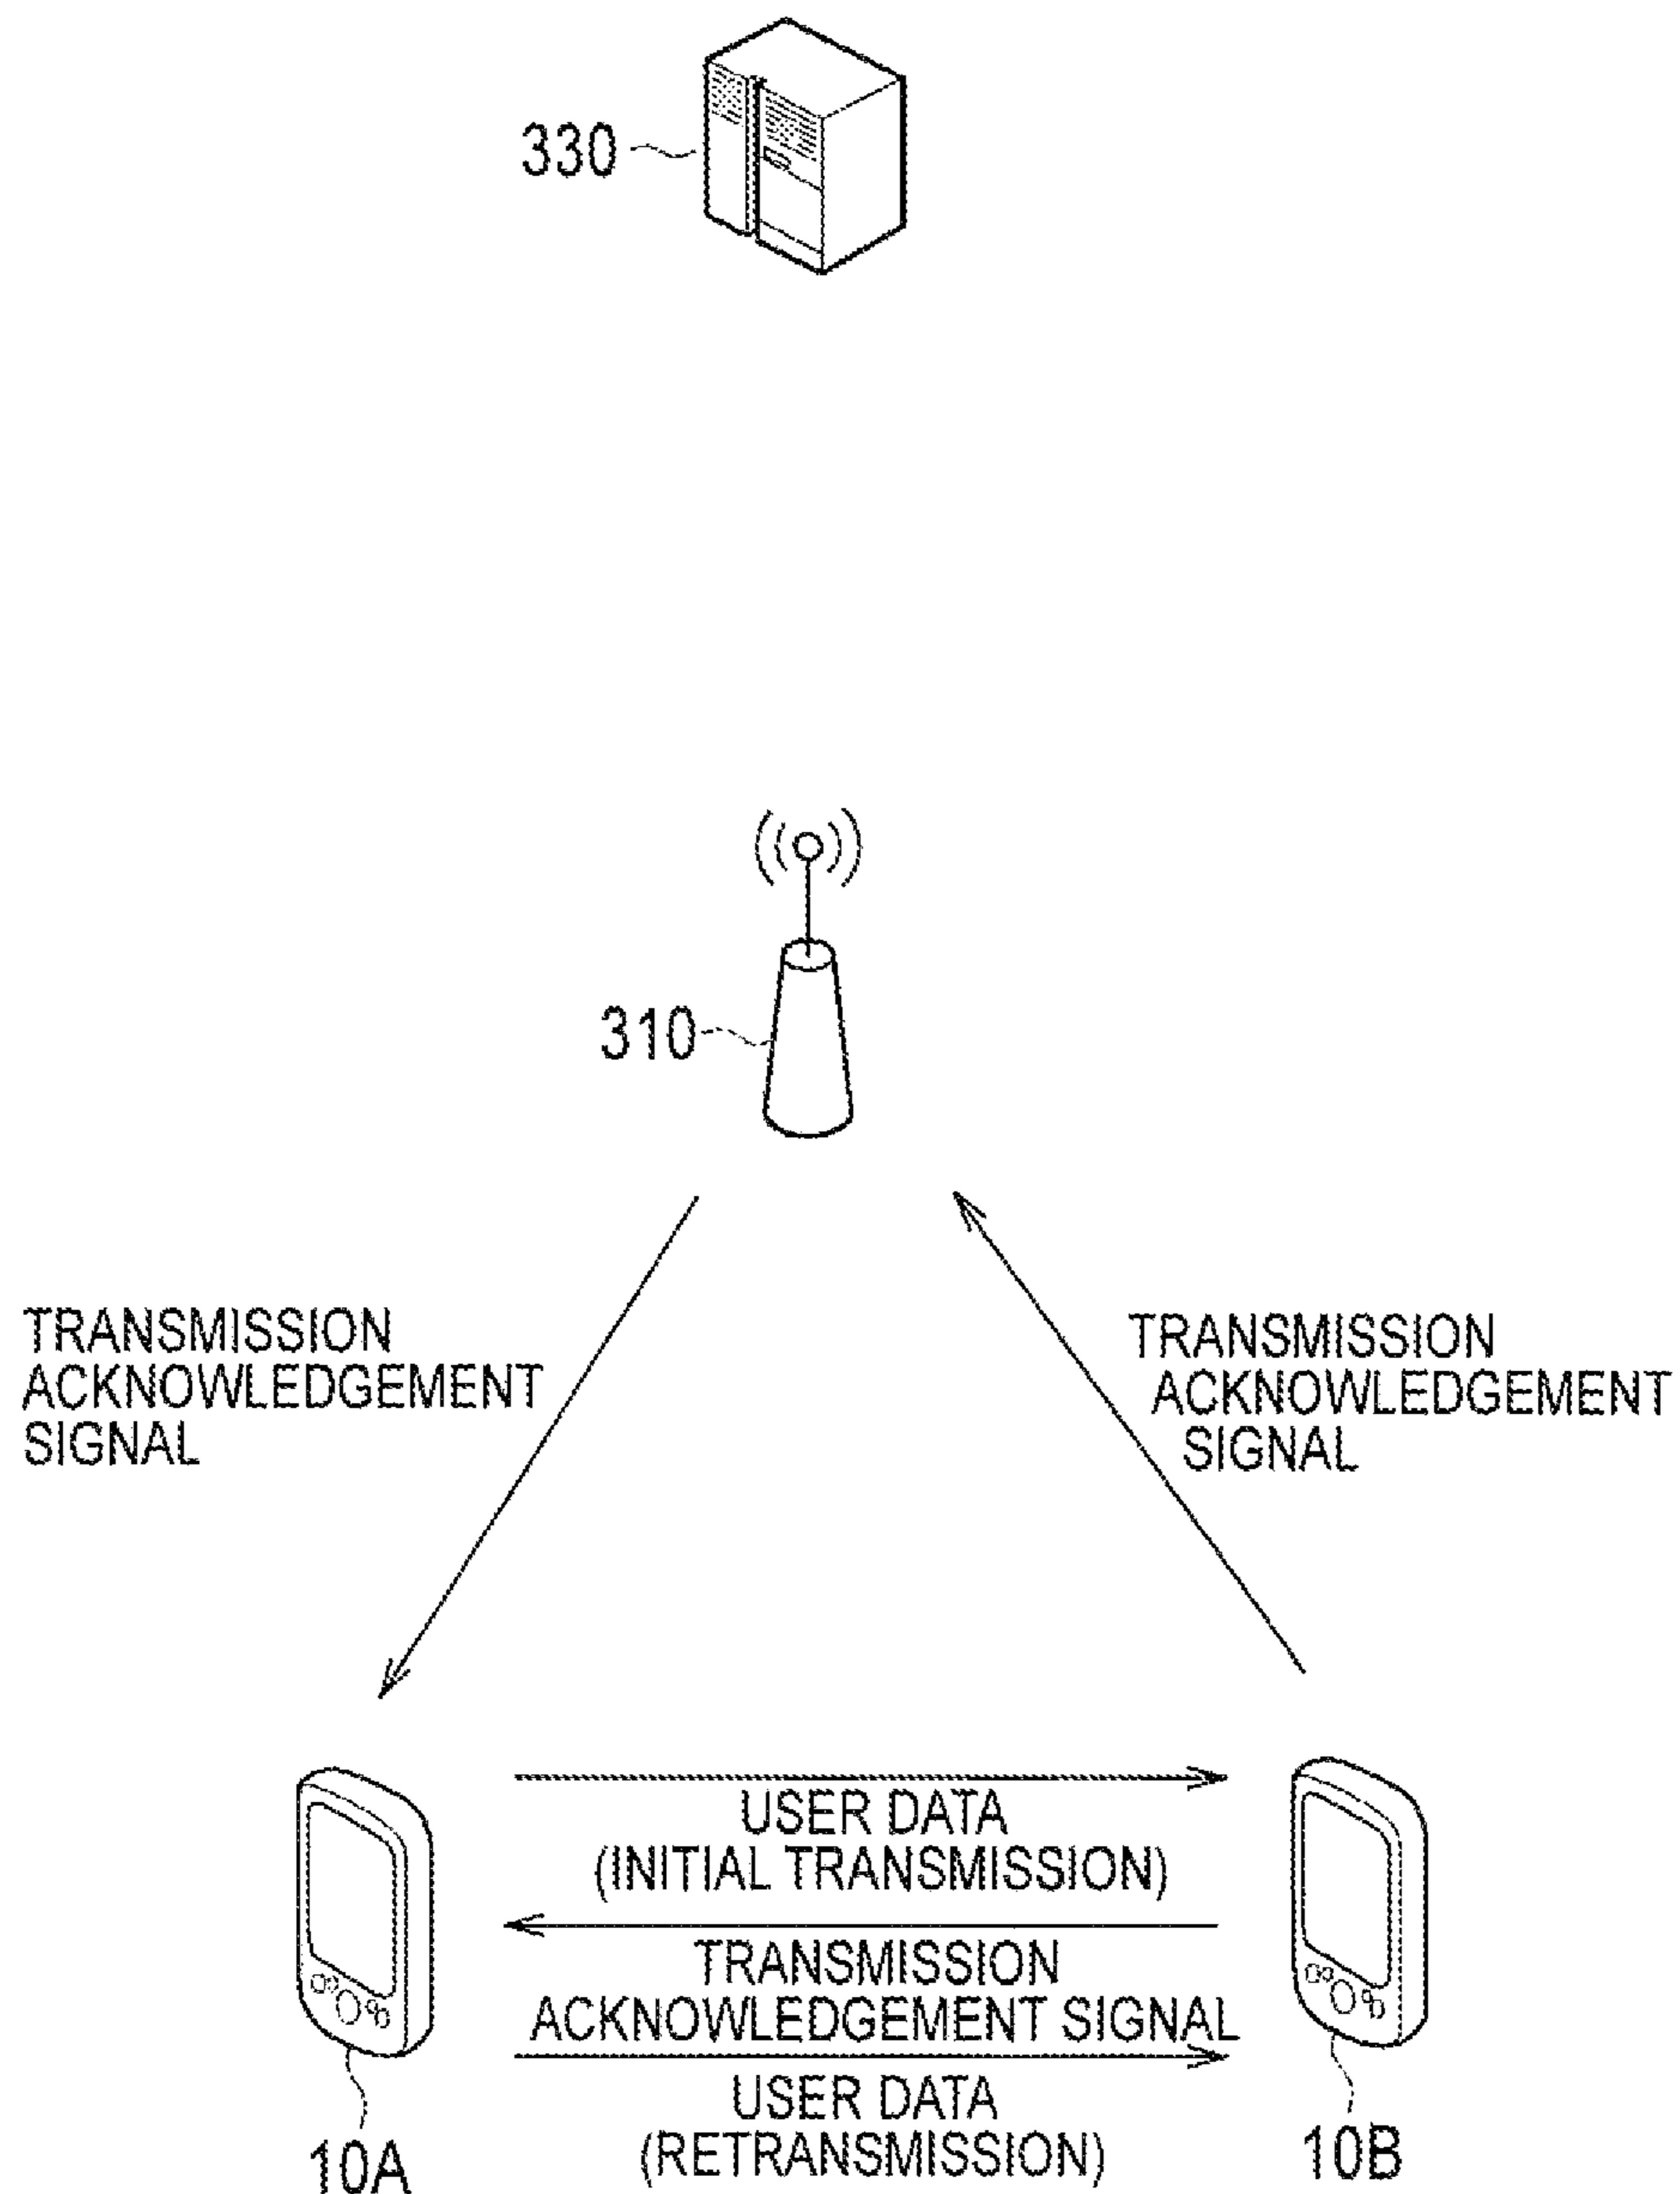 330
310
TRANSMISSION
ACKNOWLEDGEMENT
SIGNAL
TRANSMISSION
ACKNOWLEDGEMENT
SIGNAL
USER DATA
(INITIAL TRANSMISSION)
TRANSMISSION
ACKNOWLEDGEMENT SIGNAL
USER DATA
(RETRANSMISSION)
10A
10B